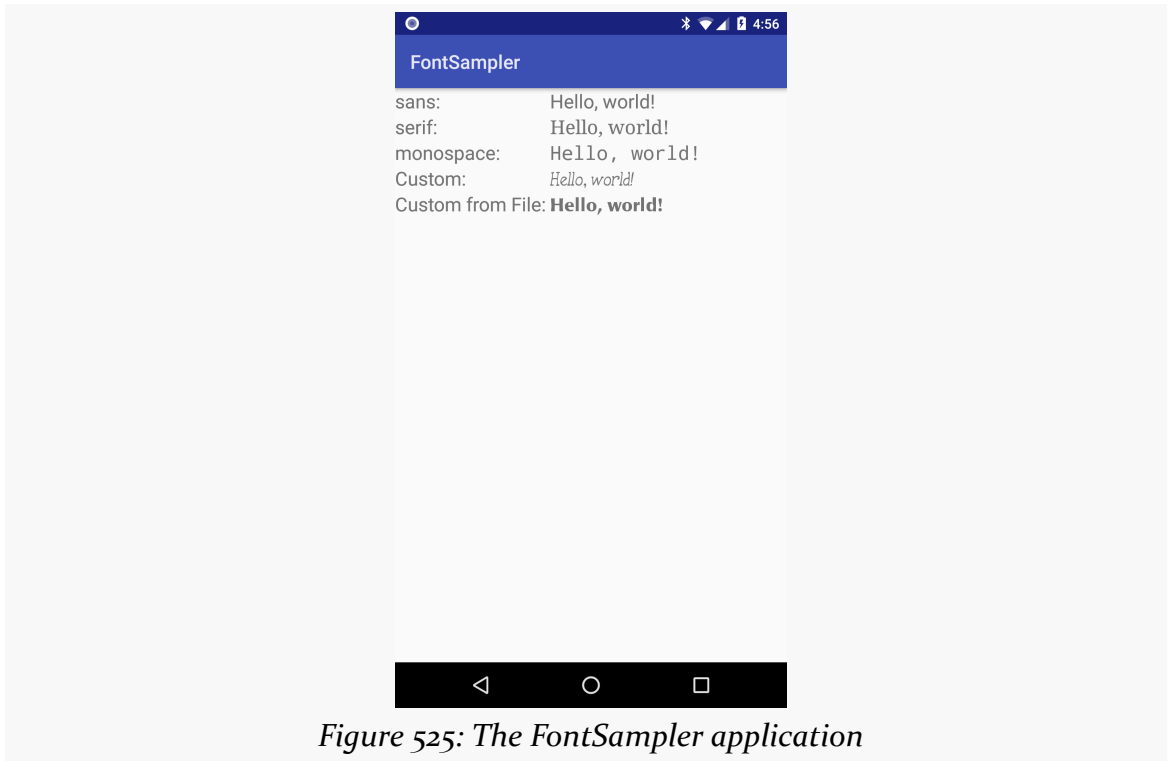 4:56
FontSampler
sans: Hello, world!
serif: Hello, world!
monospace: Hello, world!
Custom: Hello, world!
Custom from File: Hello, world!
Figure 525: The FontSampler application